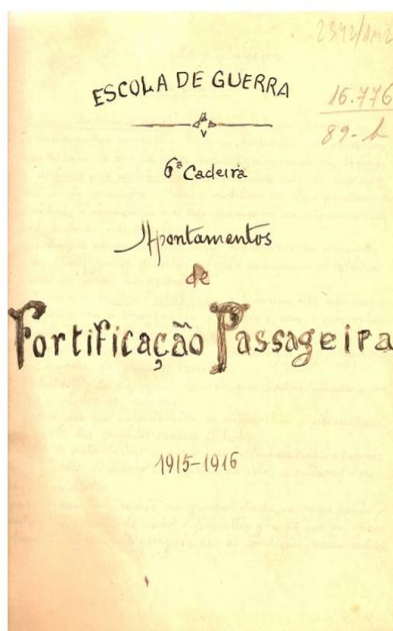 2342/AM2
ESCOLA DE GUERRA
16.776
89-b
6ª Cadeira
Apontamentos
de
Fortificação Passageira
1915-1916